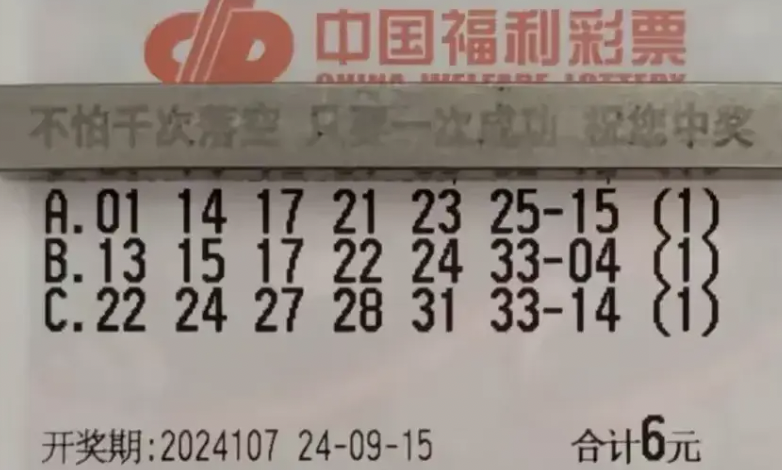 中国福利彩票
CHINA WELFARE LOTTERY
不怕千次落空 只要一次成功 祝您中奖
A.01 14 17 21 23 25-15 (1)
B.13 15 17 22 24 33-04 (1)
C.22 24 27 28 31 33-14 (1)
开奖期:2024107 24-09-15 合计6元